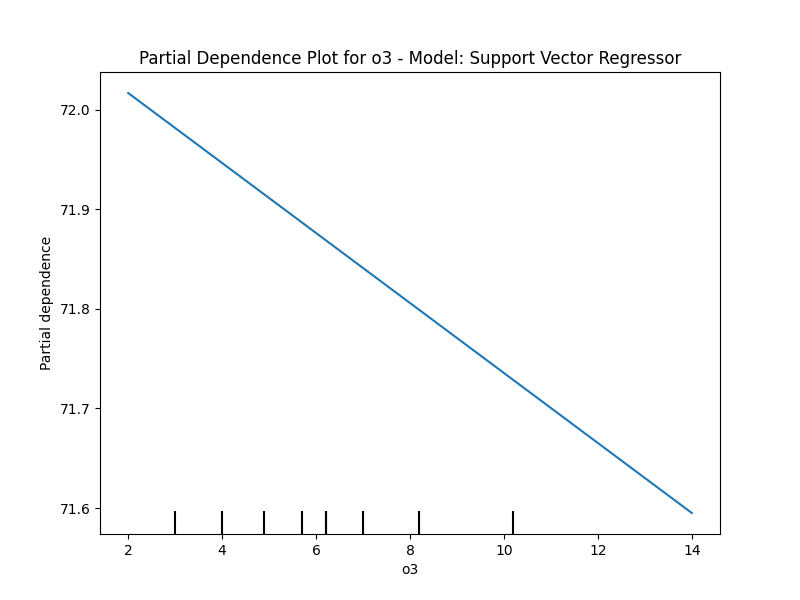 Partial Dependence Plot for o3 - Model: Support Vector Regressor
72.0
71.9
71.8
71.7
71.6
Partial dependence
2 4 6 8 10 12 14
o3